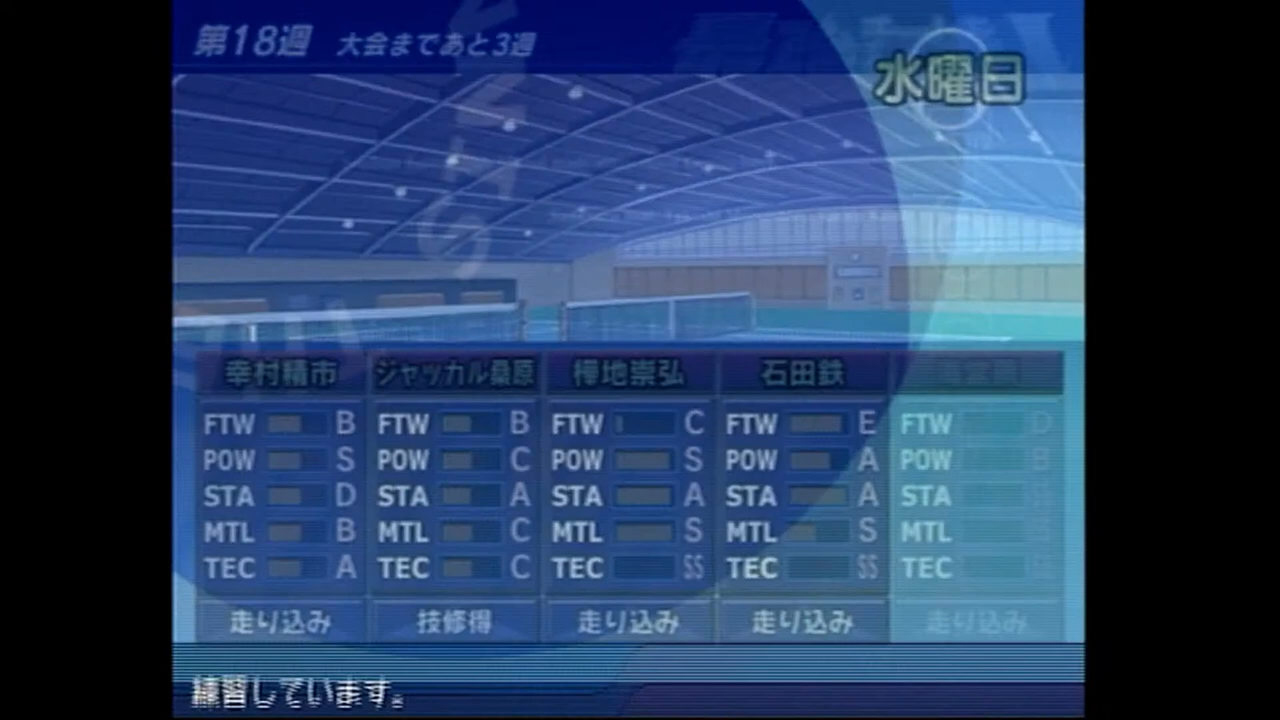 第18週 大会まであと3週
水曜日
幸村精市 ジャッカル桑原 樺地崇弘 石田鉄
FTW B FTW B FTW C FTW E FTW D
POW S POW C POW S POW A POW B
STA D STA A STA A STA A STA
MTL B MTL C MTL S MTL S MTL
TEC A TEC C TEC SS TEC SS TEC
走り込み 技修得 走り込み 走り込み 走り込み
練習しています。